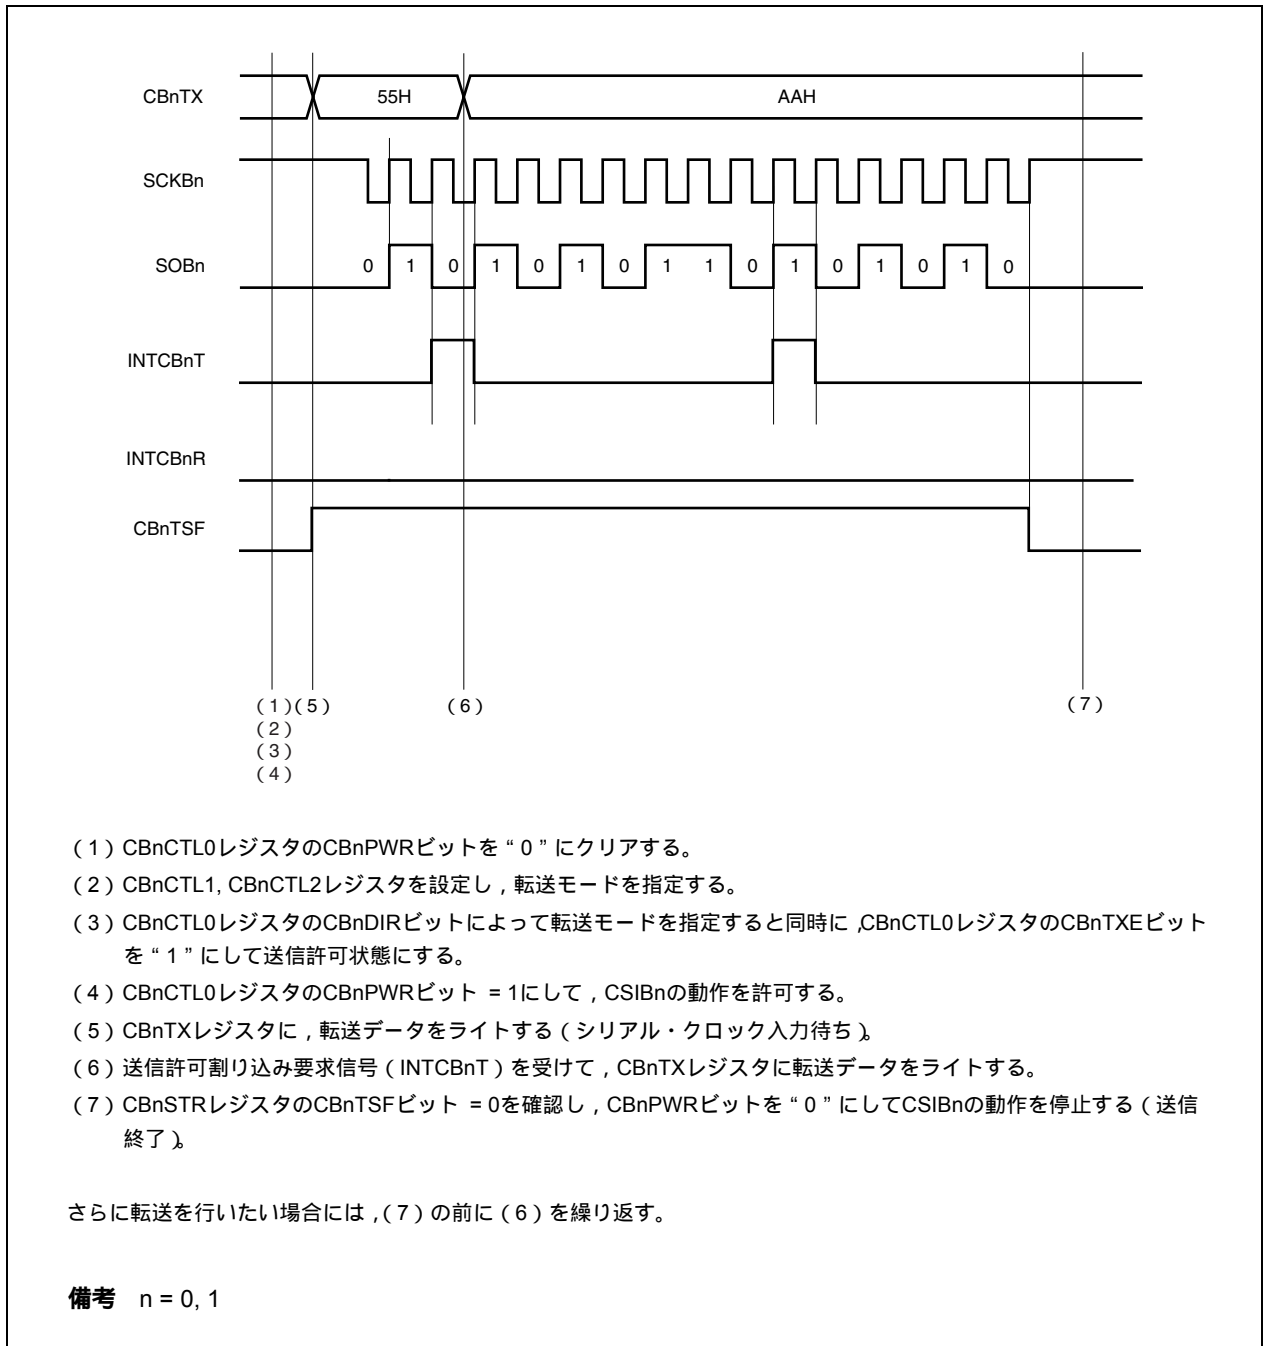 CBnTX 55H AAH
SCKBn
SOBn 0 1 0 1 0 1 0 1 1 0 1 0 1 0 1 0
INTCBnT
INTCBnR
CBnTSF
(1)(5) (6) (7)
(2)
(3)
(4)
(1)CBnCTL0レジスタのCBnPWRビットを“0”にクリアする。
(2)CBnCTL1, CBnCTL2レジスタを設定し,転送モードを指定する。
(3)CBnCTL0レジスタのCBnDIRビットによって転送モードを指定すると同時に,CBnCTL0レジスタのCBnTXEビット
を“1”にして送信許可状態にする。
(4)CBnCTL0レジスタのCBnPWRビット = 1にして,CSIBnの動作を許可する。
(5)CBnTXレジスタに,転送データをライトする(シリアル・クロック入力待ち)。
(6)送信許可割り込み要求信号(INTCBnT)を受けて,CBnTXレジスタに転送データをライトする。
(7)CBnSTRレジスタのCBnTSFビット = 0を確認し,CBnPWRビットを“0”にしてCSIBnの動作を停止する(送信
終了)。
さらに転送を行いたい場合には,(7)の前に(6)を繰り返す。
備考 n = 0, 1